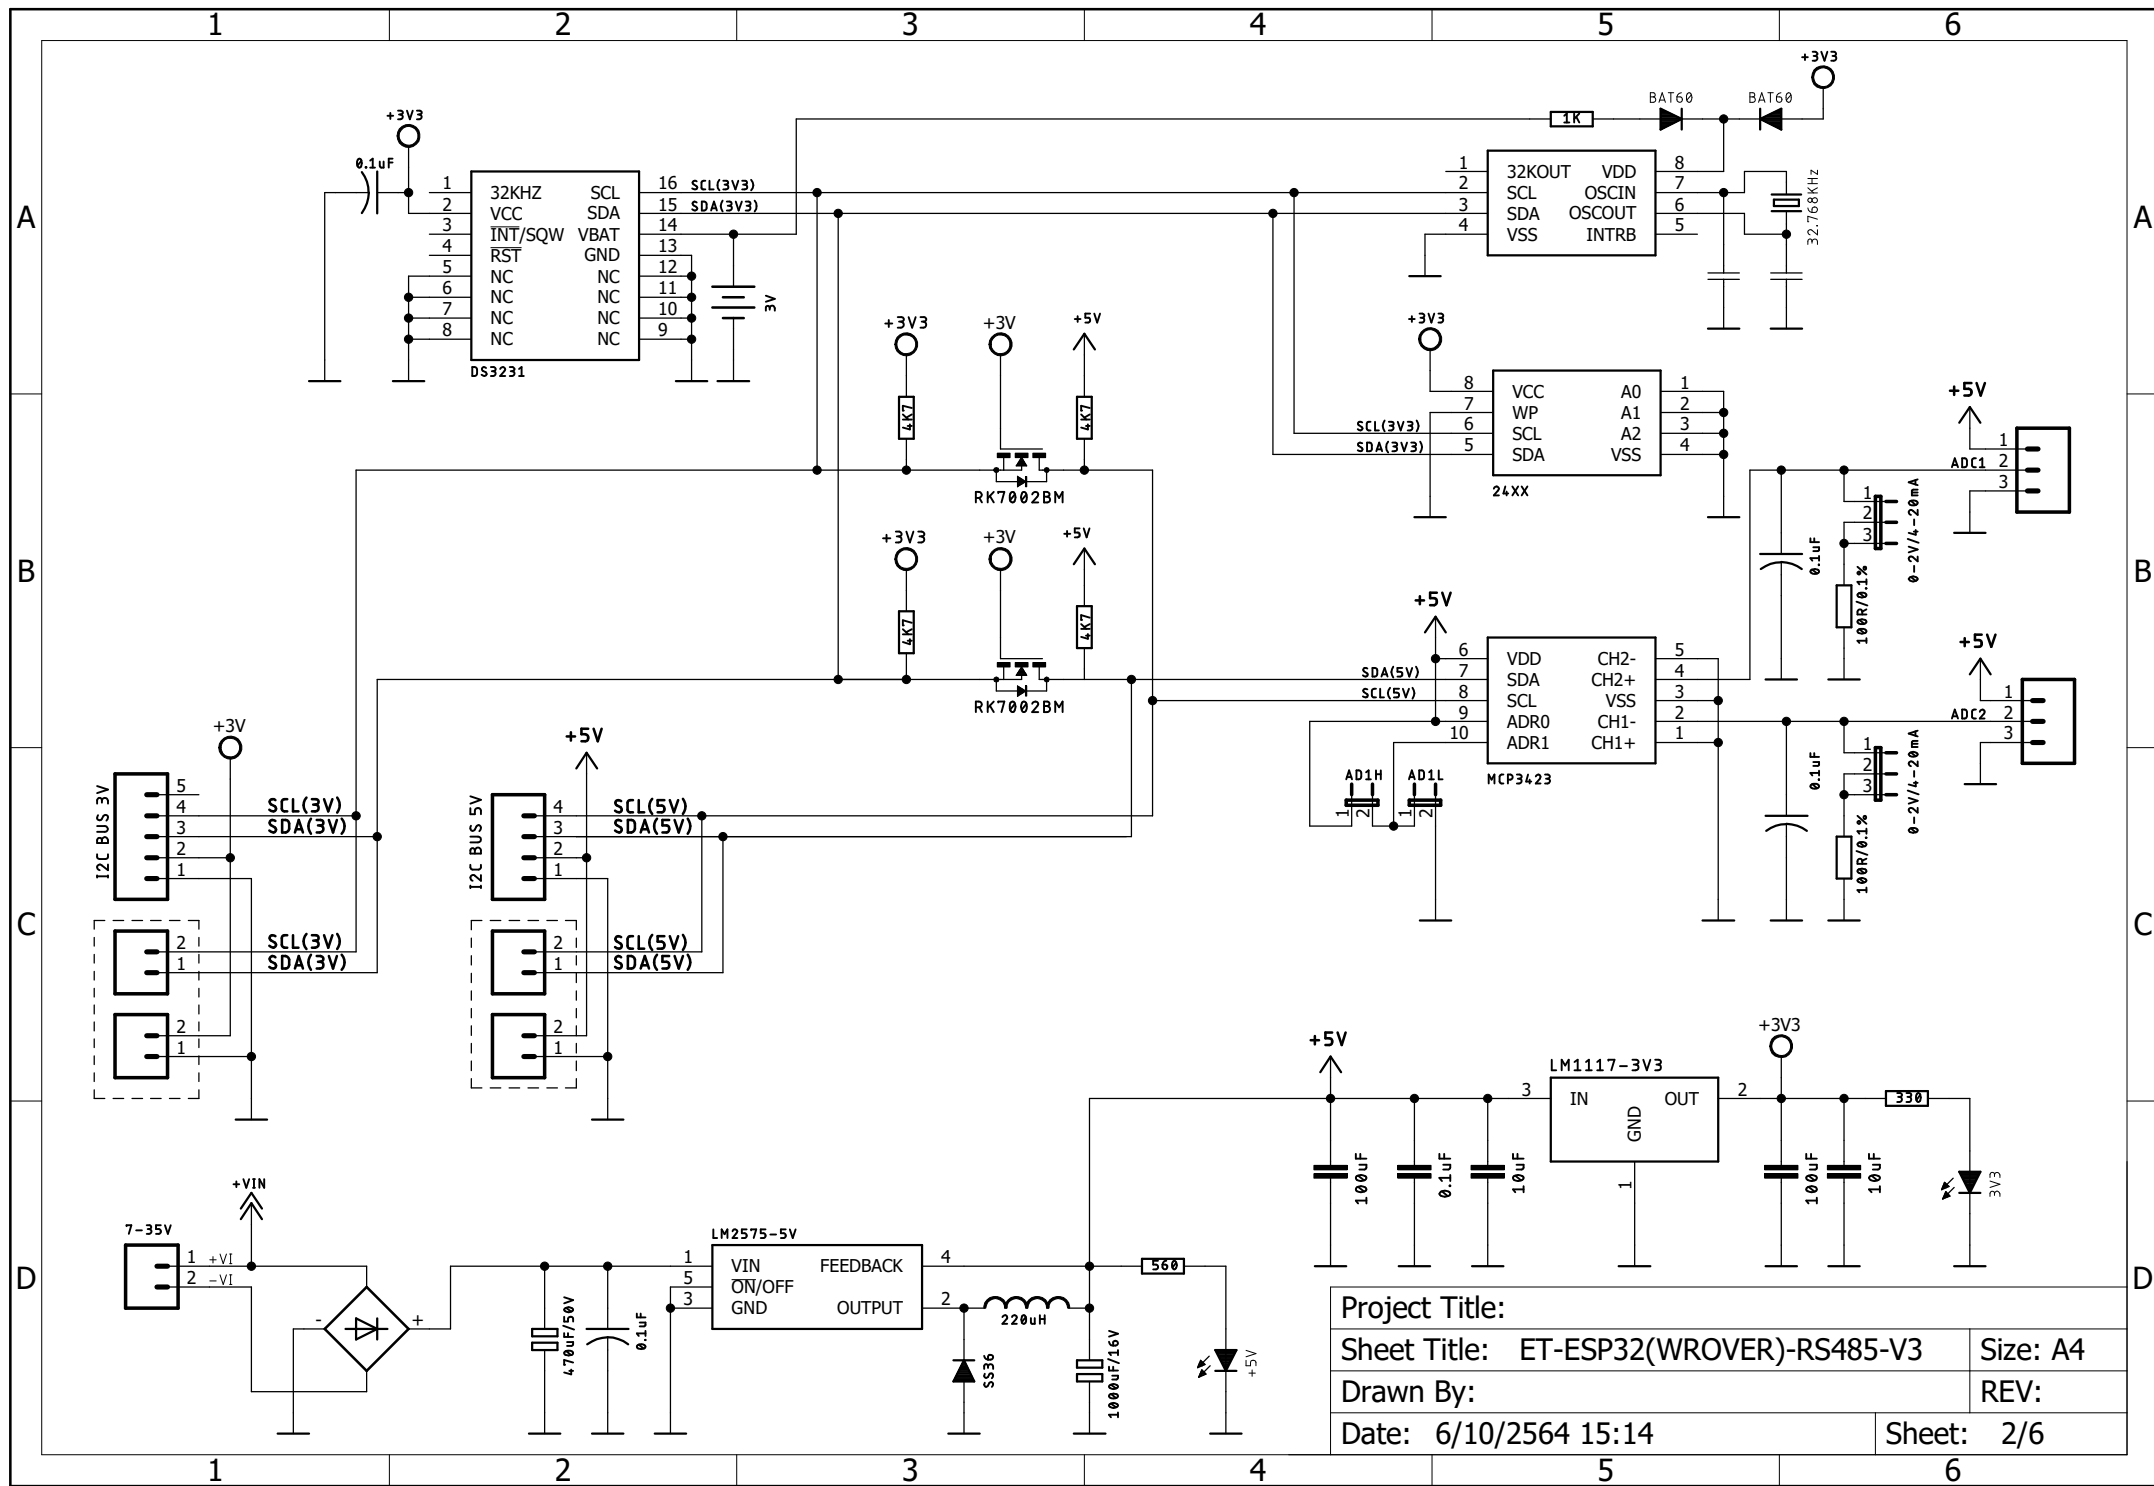 1 2 3 4 5 6
A A
B B
C C
D D
+3V3
0.1uF
1 32KHZ SCL 16 SCL(3V3)
2 VCC SDA 15 SDA(3V3)
3 INT/SQW VBAT 14
4 RST GND 13
5 NC NC 12
6 NC NC 11
7 NC NC 10
8 NC NC 9
DS3231
3V
1K
BAT60
BAT60
+3V3
1 32KOUT VDD 8
2 SCL OSCIN 7
3 SDA OSCOUT 6
4 VSS INTRB 5
32.768KHz
+3V3
+3V
+5V
4K7
4K7
RK7002BM
+3V3
+3V
+5V
4K7
4K7
RK7002BM
+3V3
8 VCC A0 1
7 WP A1 2
SCL(3V3) 6 SCL A2 3
SDA(3V3) 5 SDA VSS 4
24XX
+5V
1
ADC1 2
3
1
2
3
0-2V/4-20mA
0.1uF
100R/0.1%
+5V
6 VDD CH2- 5
SDA(5V) 7 SDA CH2+ 4
SCL(5V) 8 SCL VSS 3
9 ADR0 CH1- 2
10 ADR1 CH1+ 1
MCP3423
AD1H
1 2
AD1L
1 2
+5V
1
ADC2 2
3
1
2
3
0-2V/4-20mA
0.1uF
100R/0.1%
+3V
I2C BUS 3V
5
4 SCL(3V)
3 SDA(3V)
2
1
2 SCL(3V)
1 SDA(3V)
2
1
+5V
I2C BUS 5V
4 SCL(5V)
3 SDA(5V)
2
1
2 SCL(5V)
1 SDA(5V)
2
1
+5V
LM1117-3V3
3 IN OUT 2
GND
1
+3V3
330
100uF
0.1uF
10uF
100uF
10uF
3V3
+VIN
7-35V
1 +VI
2 -VI
- +
470uF/50V
0.1uF
LM2575-5V
1 VIN FEEDBACK 4
5 ON/OFF
3 GND OUTPUT 2
220uH
SS36
1000uF/16V
560
+5V
Project Title:
Sheet Title: ET-ESP32(WROVER)-RS485-V3 Size: A4
Drawn By: REV:
Date: 6/10/2564 15:14 Sheet: 2/6
1 2 3 4 5 6